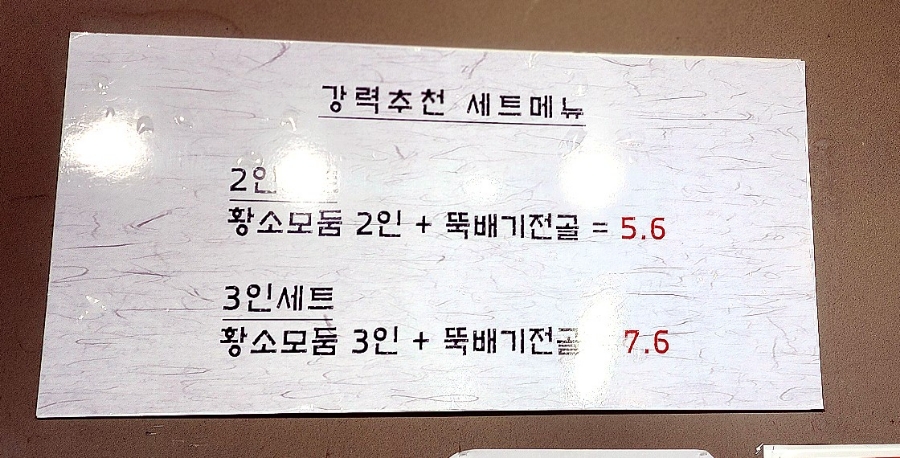 강력추천 세트메뉴
2인
황소모둠 2인 + 뚝배기전골 = 5.6
3인세트
황소모둠 3인 + 뚝배기전골 7.6